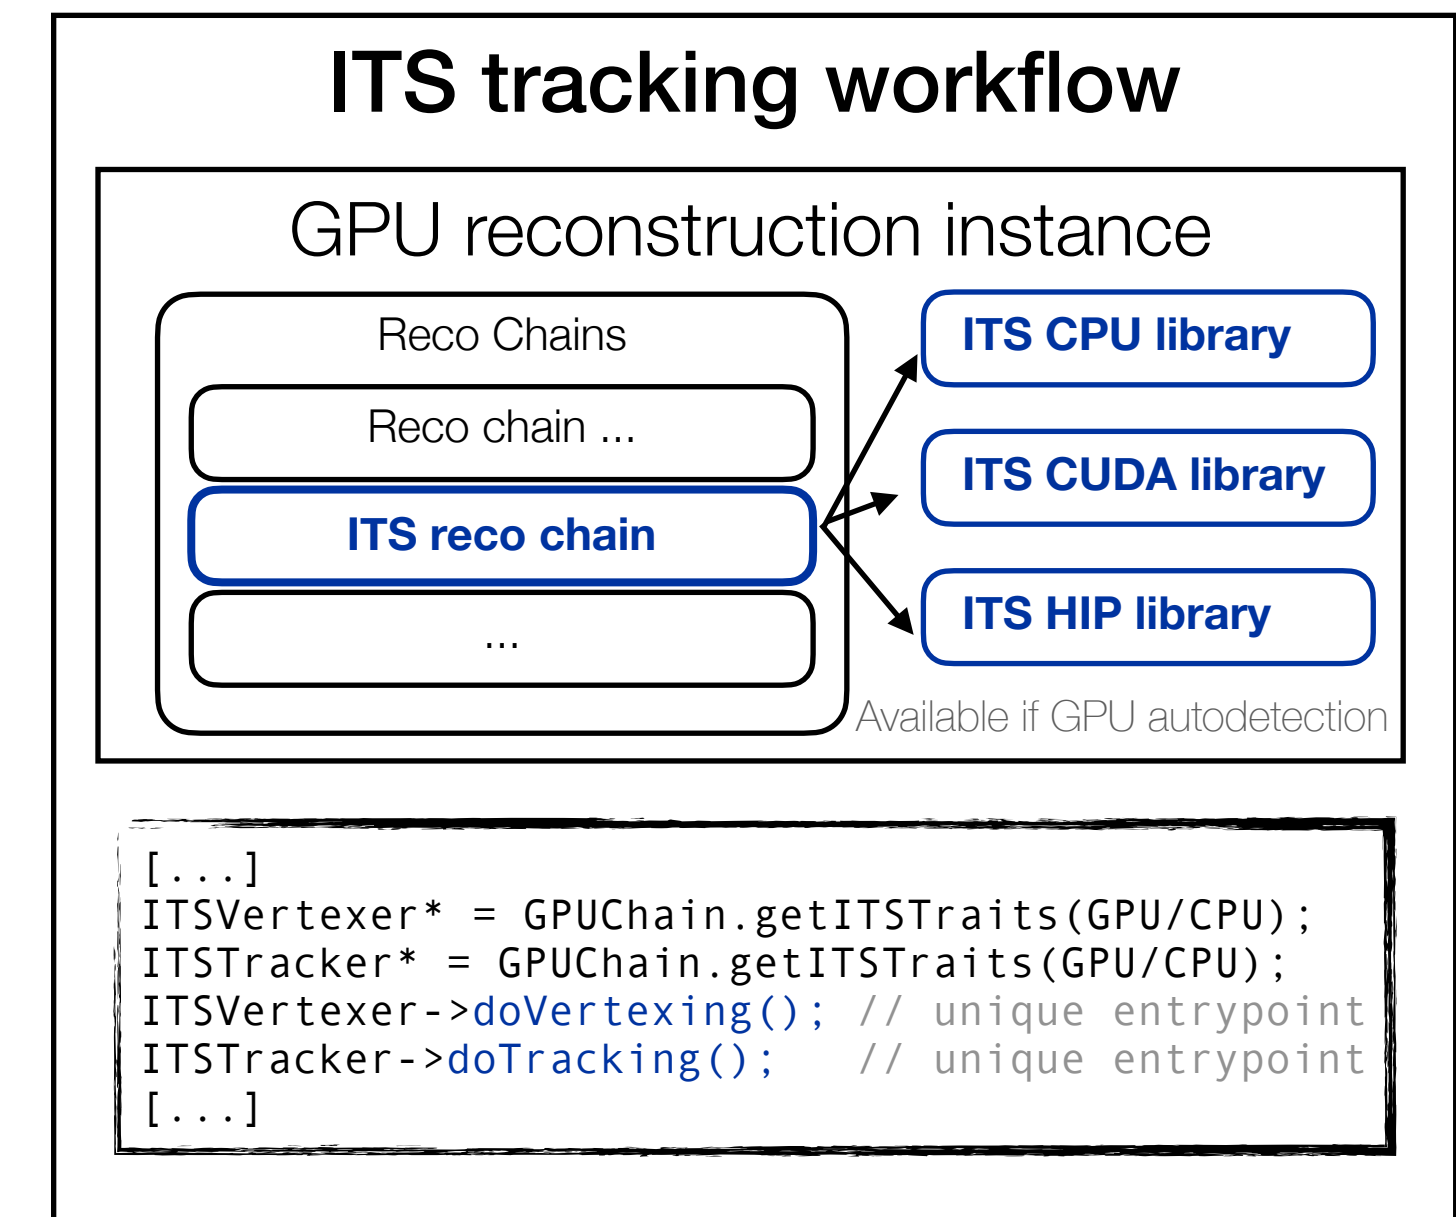 ITS tracking workflow
GPU reconstruction instance
Reco Chains
Reco chain ...
ITS reco chain
...
ITS CPU library
ITS CUDA library
ITS HIP library
Available if GPU autodetection
[...]
ITSVertexer* = GPUChain.getITSTraits(GPU/CPU);
ITSTracker* = GPUChain.getITSTraits(GPU/CPU);
ITSVertexer->doVertexing(); // unique entrypoint
ITSTracker->doTracking();   // unique entrypoint
[...]